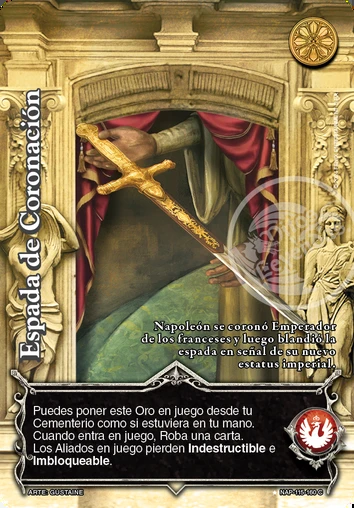 Espada de Coronación
Napoleón se coronó Emperador
de los franceses y luego blandió la
espada en señal de su nuevo
estatus imperial.
Puedes poner este Oro en juego desde tu
Cementerio como si estuviera en tu mano.
Cuando entra en juego, Roba una carta.
Los Aliados en juego pierden Indestructible e
Imbloqueable.
ARTE: GUSTAINE
NAP-115-160 C